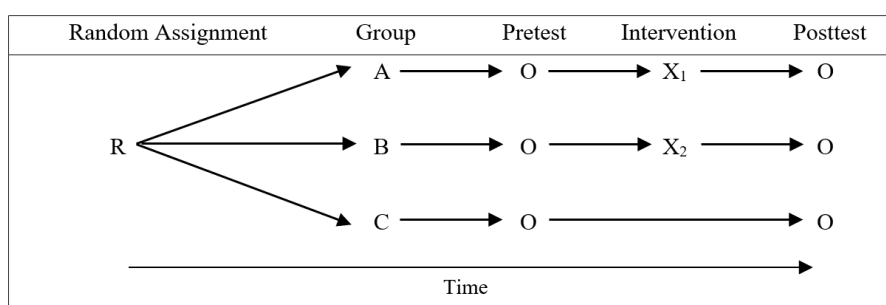 Random Assignment Group Pretest Intervention Posttest
A O X₁ O
R B O X₂ O
C O O
Time